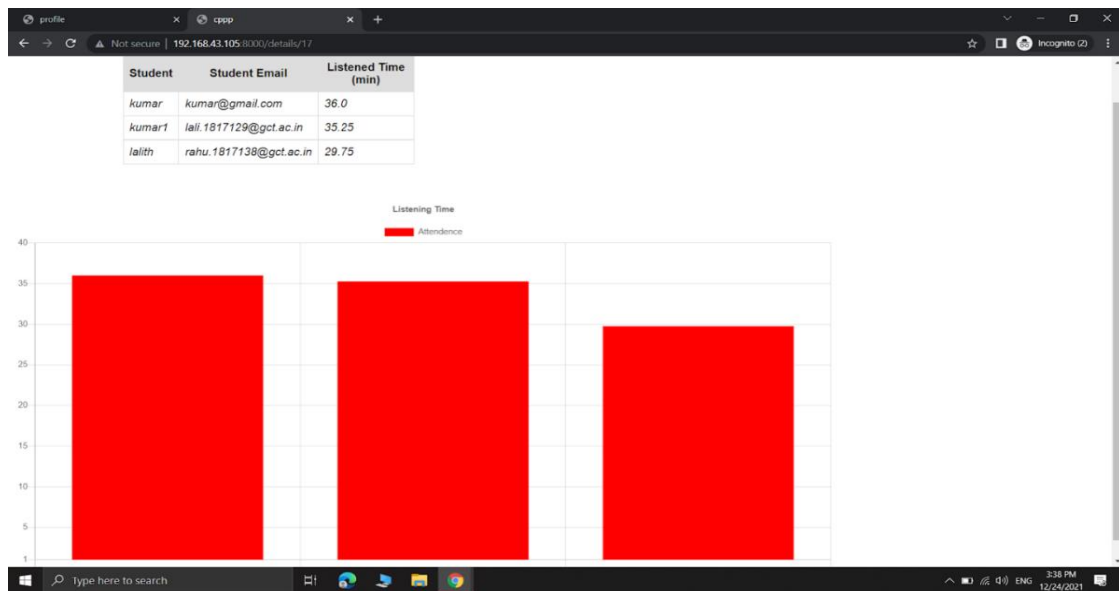 profile
cppp
Not secure | 192.168.43.105:8000/details/17
Incognito (2)
Student Student Email Listened Time (min)
kumar kumar@gmail.com 36.0
kumar1 lali.1817129@gct.ac.in 35.25
lalith rahu.1817138@gct.ac.in 29.75
Listening Time
Attendence
40
35
30
25
20
15
10
5
1
Type here to search
ENG
3:38 PM
12/24/2021